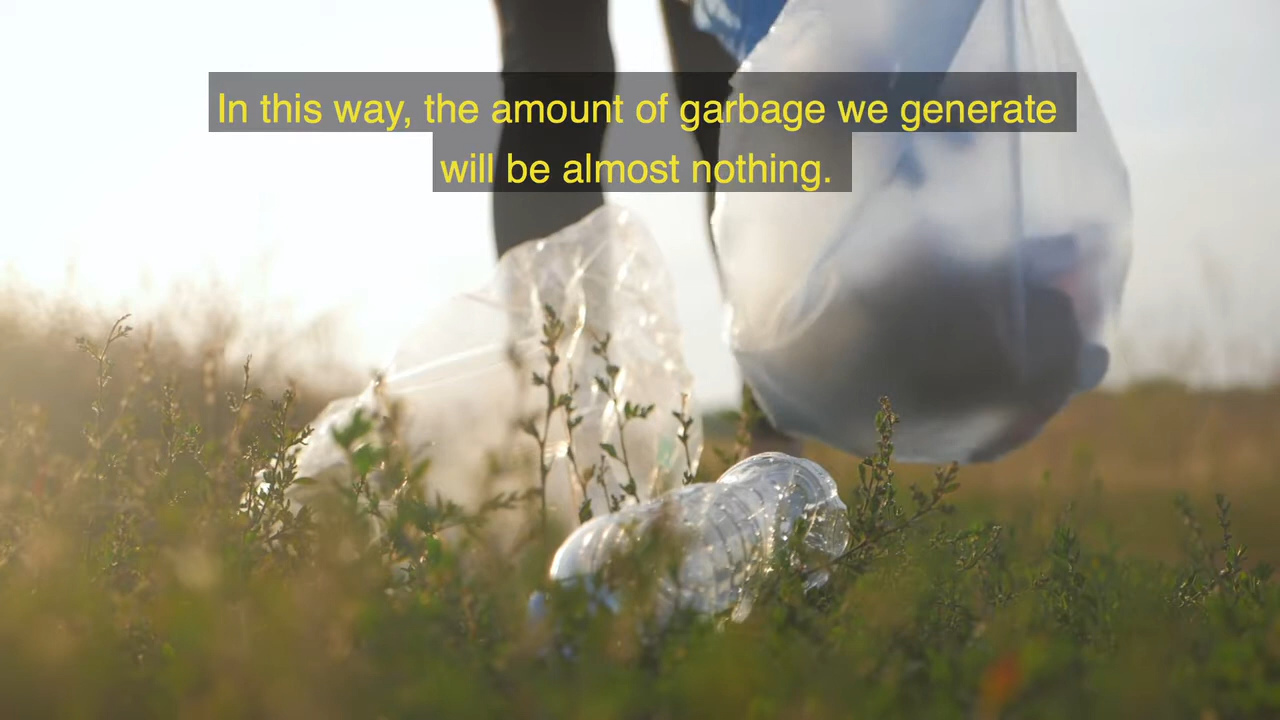 In this way, the amount of garbage we generate
will be almost nothing.